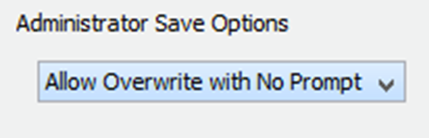 Administrator Save Options
Allow Overwrite with No Prompt